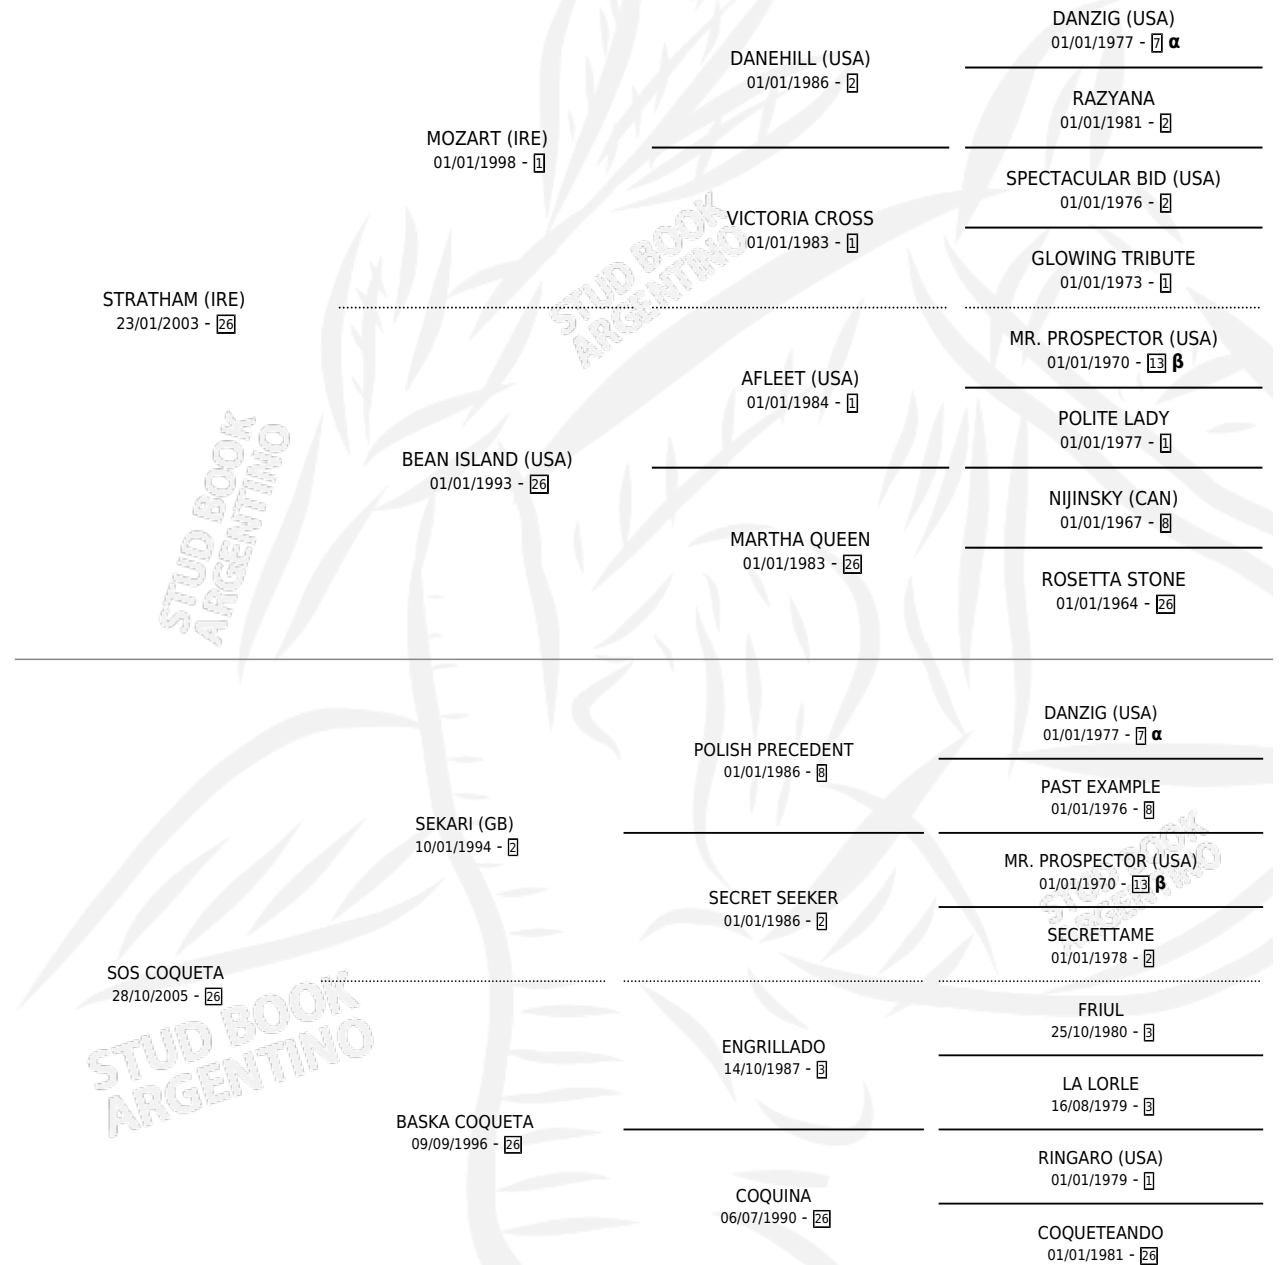 DANZIG (USA)
01/01/1977 - 7 α
DANEHILL (USA)
01/01/1986 - 2
RAZYANA
01/01/1981 - 2
MOZART (IRE)
01/01/1998 - 1
SPECTACULAR BID (USA)
01/01/1976 - 2
VICTORIA CROSS
01/01/1983 - 1
GLOWING TRIBUTE
01/01/1973 - 1
STRATHAM (IRE)
23/01/2003 - 26
MR. PROSPECTOR (USA)
01/01/1970 - 13 β
AFLEET (USA)
01/01/1984 - 1
POLITE LADY
01/01/1977 - 1
BEAN ISLAND (USA)
01/01/1993 - 26
NIJINSKY (CAN)
01/01/1967 - 8
MARTHA QUEEN
01/01/1983 - 26
ROSETTA STONE
01/01/1964 - 26
DANZIG (USA)
01/01/1977 - 7 α
POLISH PRECEDENT
01/01/1986 - 8
PAST EXAMPLE
01/01/1976 - 8
SEKARI (GB)
10/01/1994 - 2
MR. PROSPECTOR (USA)
01/01/1970 - 13 β
SECRET SEEKER
01/01/1986 - 2
SECRETTAME
01/01/1978 - 2
SOS COQUETA
28/10/2005 - 26
FRIUL
25/10/1980 - 3
ENGRILLADO
14/10/1987 - 3
LA LORLE
16/08/1979 - 3
BASKA COQUETA
09/09/1996 - 26
RINGARO (USA)
01/01/1979 - 1
COQUINA
06/07/1990 - 26
COQUETEANDO
01/01/1981 - 26
STUD BOOK
ARGENTINO
STUD BOOK
ARGENTINO
STUD BOOK
ARGENTINO
STUD BOOK
ARGENTINO